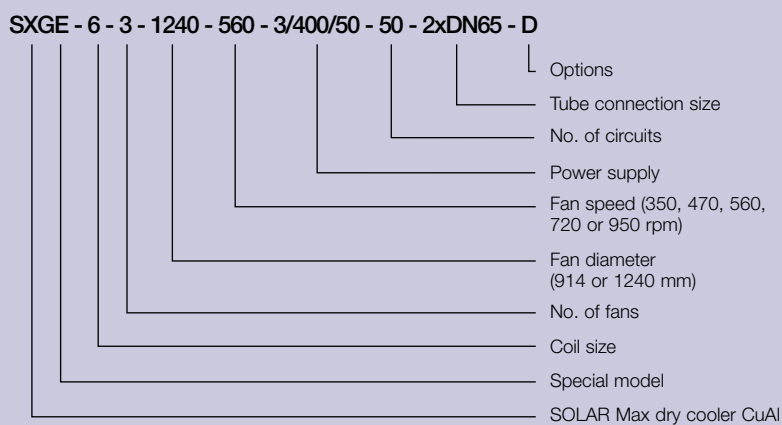 SXGE - 6 - 3 - 1240 - 560 - 3/400/50 - 50 - 2xDN65 - D
Options
Tube connection size
No. of circuits
Power supply
Fan speed (350, 470, 560,
720 or 950 rpm)
Fan diameter
(914 or 1240 mm)
No. of fans
Coil size
Special model
SOLAR Max dry cooler CuAl